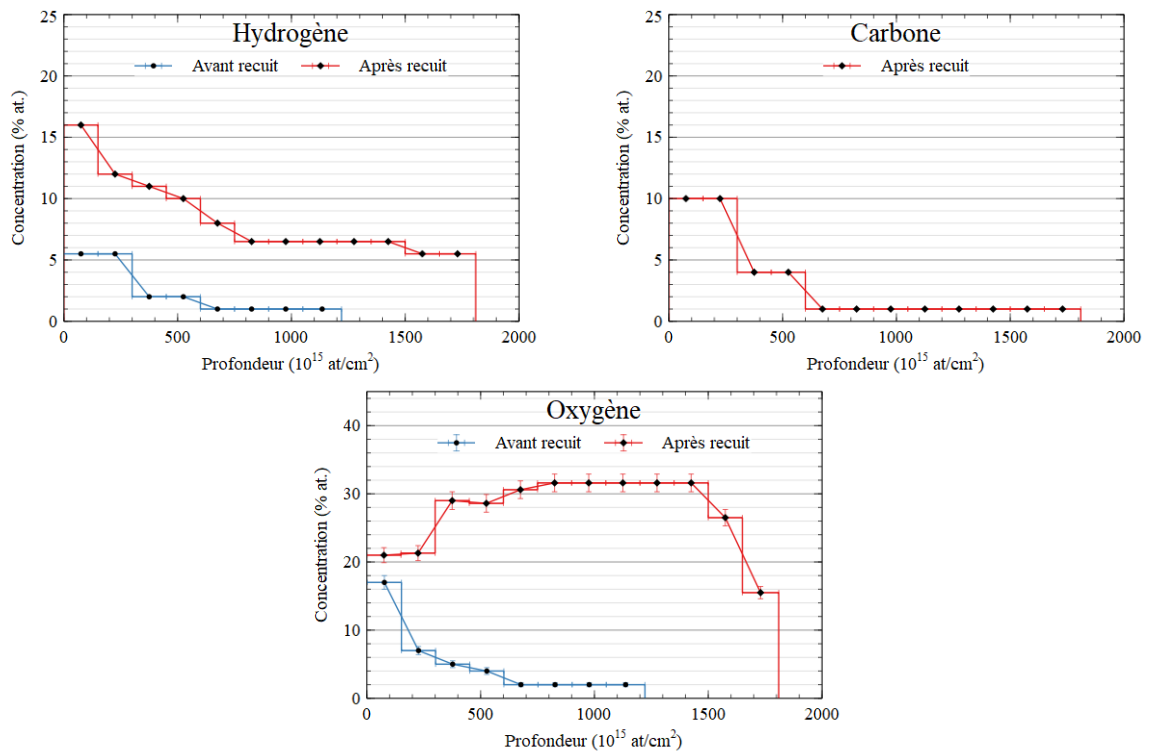 Hydrogène
Avant recuit
Après recuit
Concentration (% at.)
25
20
15
10
5
0
0
500
1000
1500
2000
Profondeur (10¹⁵ at/cm²)
Carbone
Après recuit
Concentration (% at.)
25
20
15
10
5
0
0
500
1000
1500
2000
Profondeur (10¹⁵ at/cm²)
Oxygène
Avant recuit
Après recuit
Concentration (% at.)
40
30
20
10
0
0
500
1000
1500
2000
Profondeur (10¹⁵ at/cm²)